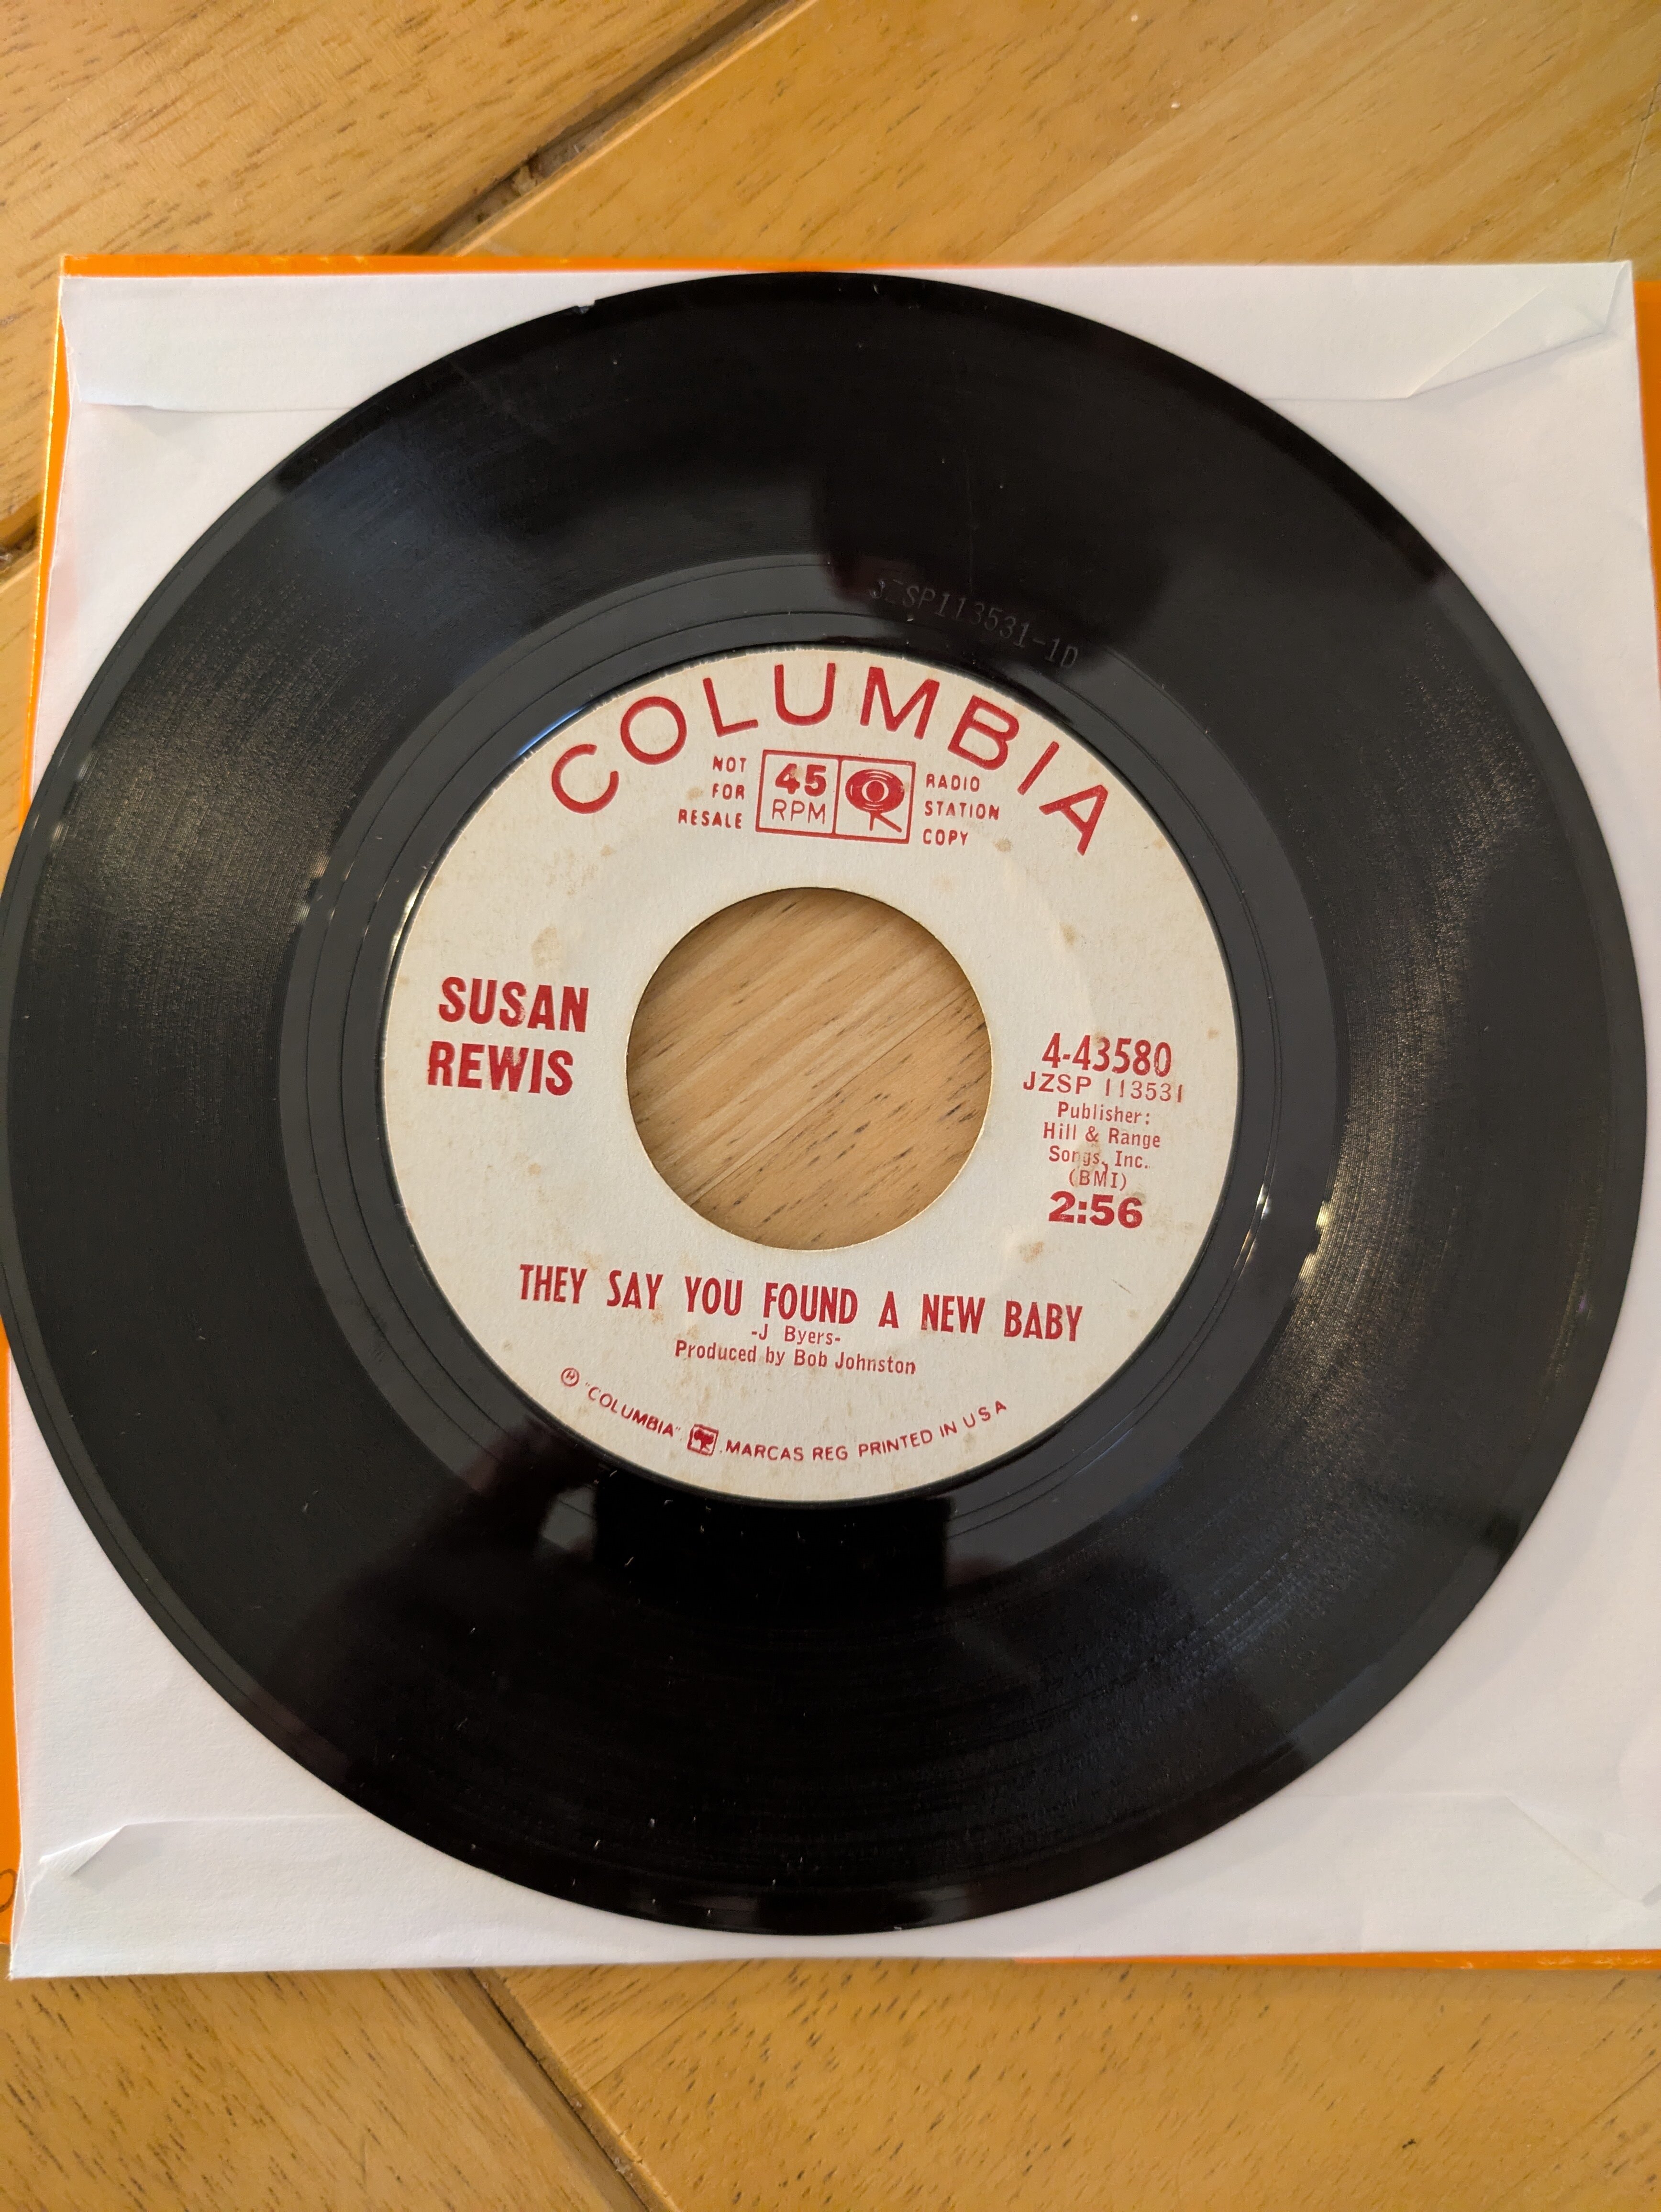 JZSP113531-1D
COLUMBIA
NOT
FOR
RESALE
45
RPM
RADIO
STATION
COPY
SUSAN
REWIS
4-43580
JZSP 113531
Publisher:
Hill & Range
Songs, Inc.
(BMI)
2:56
THEY SAY YOU FOUND A NEW BABY
-J Byers-
Produced by Bob Johnston
"COLUMBIA" MARCAS REG PRINTED IN USA